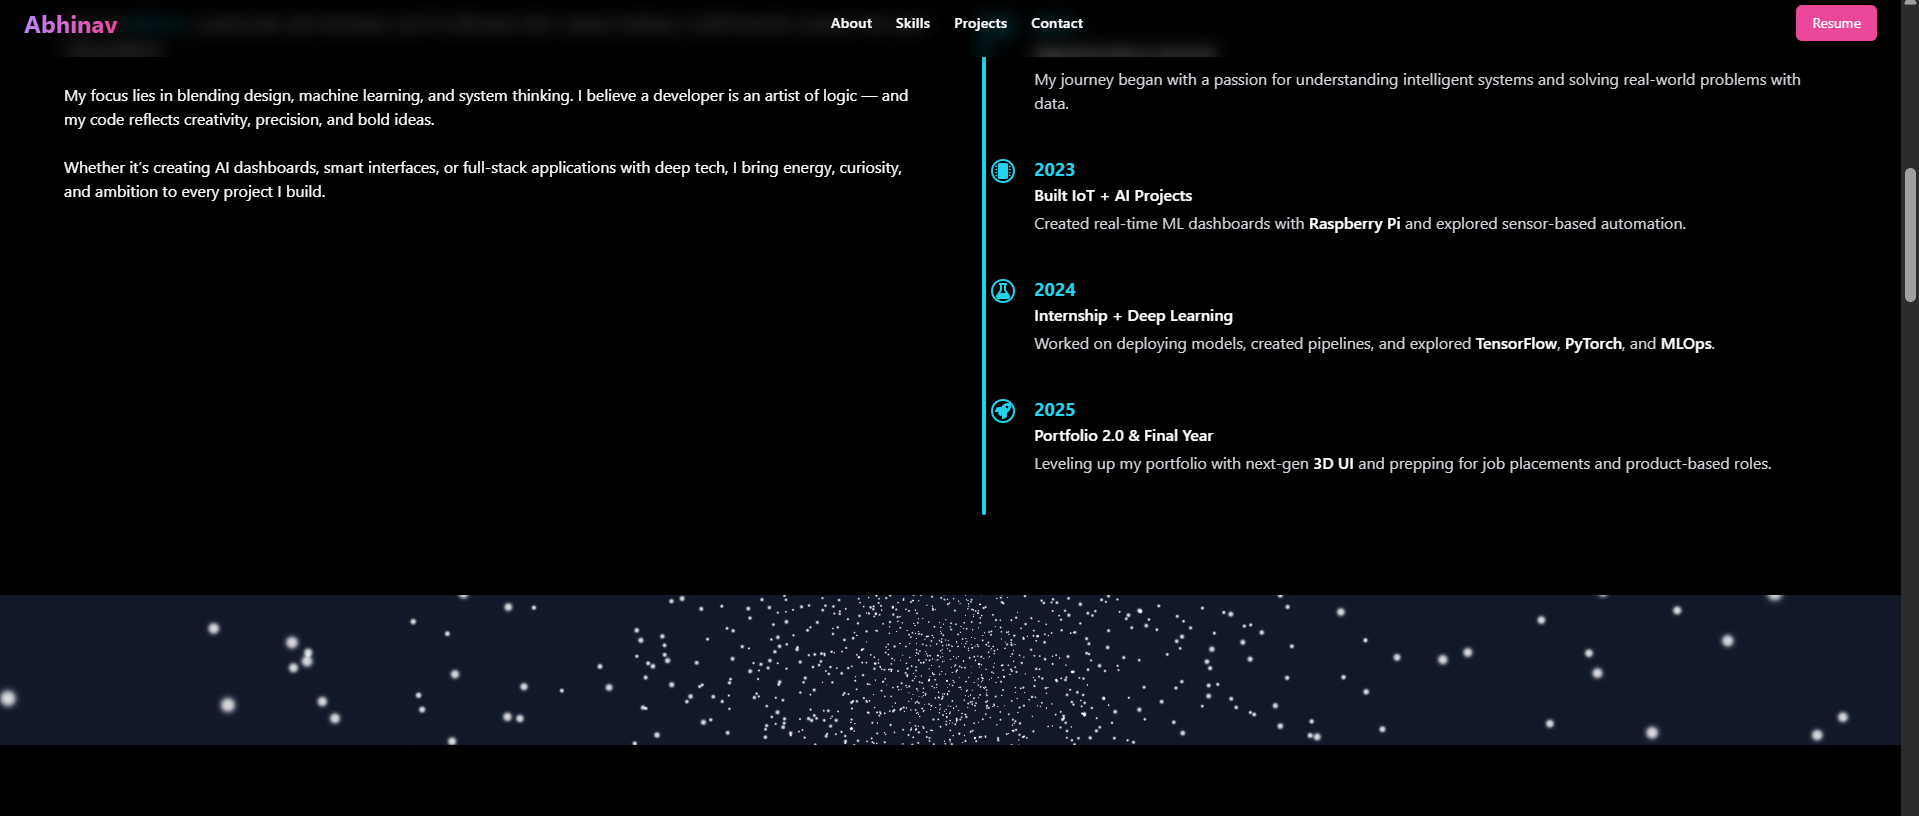 Abhinav
About Skills Projects Contact
Resume
My focus lies in blending design, machine learning, and system thinking. I believe a developer is an artist of logic — and
my code reflects creativity, precision, and bold ideas.
Whether it’s creating AI dashboards, smart interfaces, or full-stack applications with deep tech, I bring energy, curiosity,
and ambition to every project I build.
My journey began with a passion for understanding intelligent systems and solving real-world problems with
data.
2023
Built IoT + AI Projects
Created real-time ML dashboards with Raspberry Pi and explored sensor-based automation.
2024
Internship + Deep Learning
Worked on deploying models, created pipelines, and explored TensorFlow, PyTorch, and MLOps.
2025
Portfolio 2.0 & Final Year
Leveling up my portfolio with next-gen 3D UI and prepping for job placements and product-based roles.